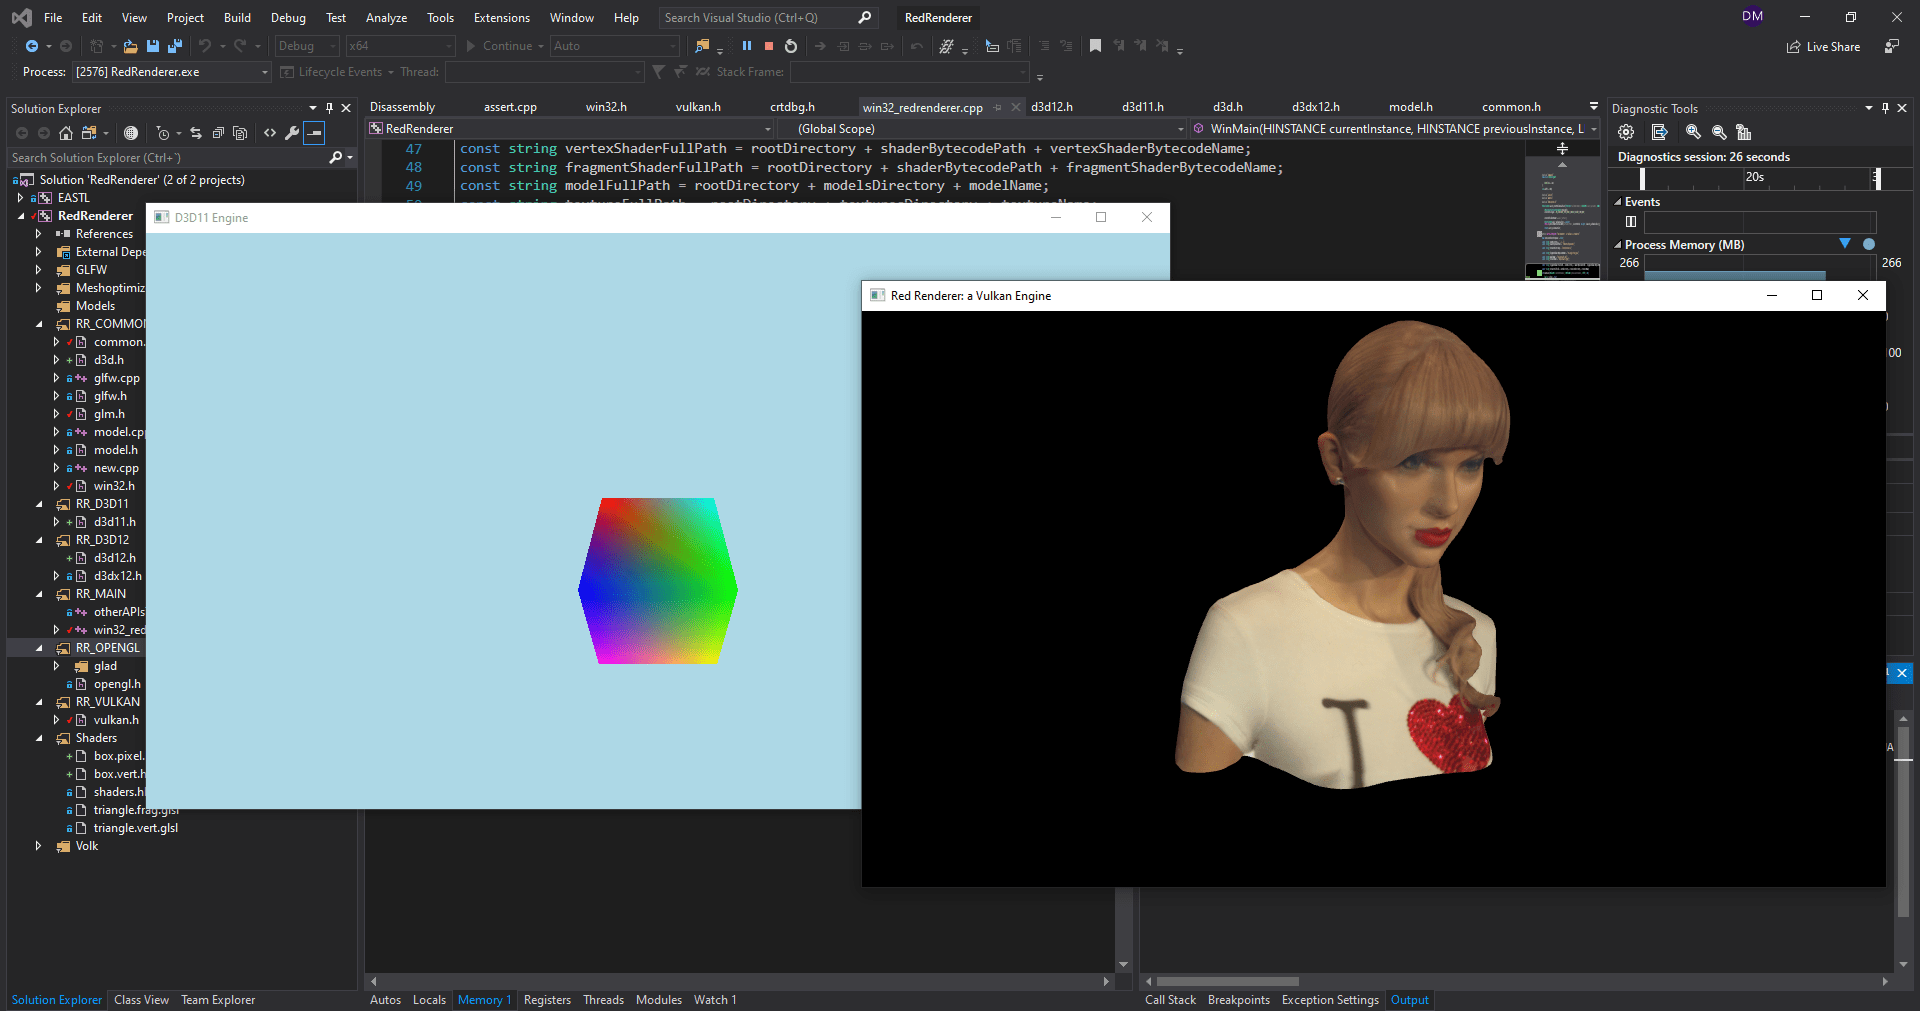 File Edit View Project Build Debug Test Analyze Tools Extensions Window Help Search Visual Studio (Ctrl+Q) RedRenderer DM
Debug x64 Continue Auto Live Share
Process: [2576] RedRenderer.exe Lifecycle Events Thread: Stack Frame:
Solution Explorer
Search Solution Explorer (Ctrl+`)
Solution 'RedRenderer' (2 of 2 projects)
EASTL
RedRenderer
References
External Depe
GLFW
Meshoptimiz
Models
RR_COMMON
common.
d3d.h
glfw.cpp
glfw.h
glm.h
model.cpp
model.h
new.cpp
win32.h
RR_D3D11
d3d11.h
RR_D3D12
d3d12.h
d3dx12.h
RR_MAIN
otherAPIs
win32_red
RR_OPENGL
glad
opengl.h
RR_VULKAN
vulkan.h
Shaders
box.pixel.
box.vert.h
shaders.hl
triangle.frag.glsl
triangle.vert.glsl
Volk
Solution Explorer Class View Team Explorer
Disassembly assert.cpp win32.h vulkan.h crtdbg.h win32_redrenderer.cpp d3d12.h d3d11.h d3d.h d3dx12.h model.h common.h
RedRenderer (Global Scope) WinMain(HINSTANCE currentInstance, HINSTANCE previousInstance, L
47 const string vertexShaderFullPath = rootDirectory + shaderBytecodePath + vertexShaderBytecodeName;
48 const string fragmentShaderFullPath = rootDirectory + shaderBytecodePath + fragmentShaderBytecodeName;
49 const string modelFullPath = rootDirectory + modelsDirectory + modelName;
D3D11 Engine
Red Renderer: a Vulkan Engine
I
Diagnostic Tools
Diagnostics session: 26 seconds
20s
Events
Process Memory (MB)
266 266
00
Autos Locals Memory 1 Registers Threads Modules Watch 1
Call Stack Breakpoints Exception Settings Output